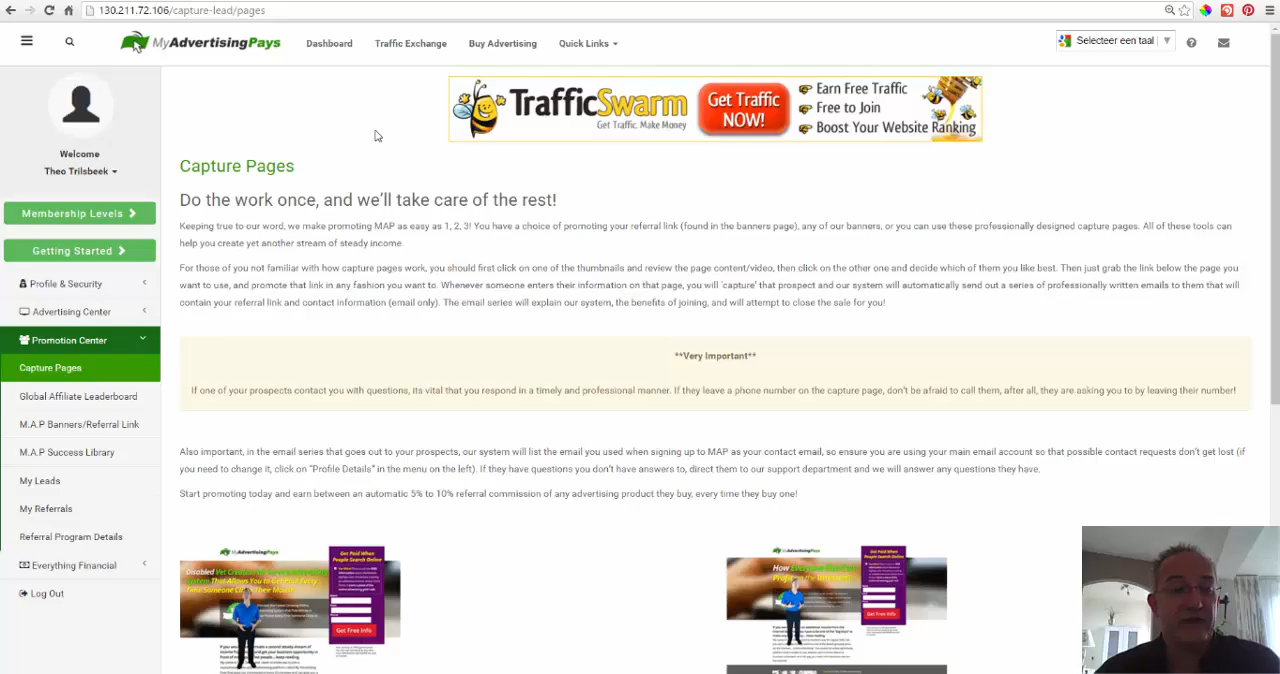 130.211.72.106/capture-lead/pages
MyAdvertisingPays
Dashboard
Traffic Exchange
Buy Advertising
Quick Links
Selecteer een taal
TrafficSwarm
Get Traffic. Make Money
Get Traffic
NOW!
Earn Free Traffic
Free to Join
Boost Your Website Ranking
Welcome
Theo Trilsbeek
Membership Levels
Getting Started
Profile & Security
Advertising Center
Promotion Center
Capture Pages
Global Affiliate Leaderboard
M.A.P Banners/Referral Link
M.A.P Success Library
My Leads
My Referrals
Referral Program Details
Everything Financial
Log Out
Capture Pages
Do the work once, and we'll take care of the rest!
Keeping true to our word, we make promoting MAP as easy as 1, 2, 3! You have a choice of promoting your referral link (found in the banners page), any of our banners, or you can use these professionally designed capture pages. All of these tools can
help you create yet another stream of steady income.
For those of you not familiar with how capture pages work, you should first click on one of the thumbnails and review the page content/video, then click on the other one and decide which of them you like best. Then just grab the link below the page you
want to use, and promote that link in any fashion you want to. Whenever someone enters their information on that page, you will 'capture' that prospect and our system will automatically send out a series of professionally written emails to them that will
contain your referral link and contact information (email only). The email series will explain our system, the benefits of joining, and will attempt to close the sale for you!
**Very Important**
If one of your prospects contact you with questions, its vital that you respond in a timely and professional manner. If they leave a phone number on the capture page, don't be afraid to call them, after all, they are asking you to by leaving their number!
Also important, in the email series that goes out to your prospects, our system will list the email you used when signing up to MAP as your contact email, so ensure you are using your main email account so that possible contact requests don't get lost (if
you need to change it, click on "Profile Details" in the menu on the left). If they have questions you don't have answers to, direct them to our support department and we will answer any questions they have.
Start promoting today and earn between an automatic 5% to 10% referral commission of any advertising product they buy, every time they buy one!
MyAdvertisingPays
Get Paid When
People Search Online
Get Free Info
MyAdvertisingPays
Get Paid When
People Search Online
Get Free Info